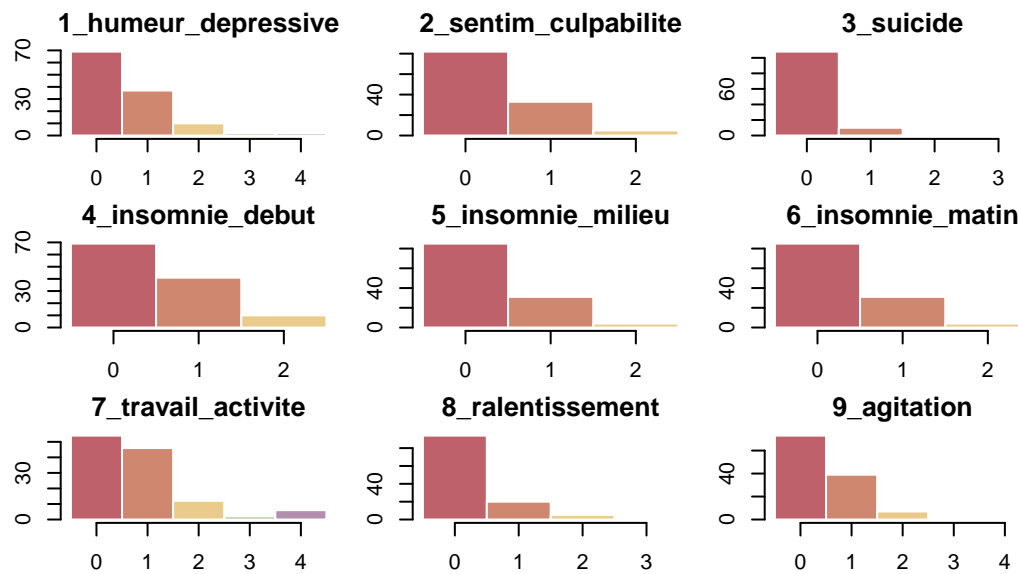 1_humeur_depressive
70
30
0
0 1 2 3 4
2_sentim_culpabilite
40
0
0 1 2
3_suicide
60
0
0 1 2 3
4_insomnie_debut
70
30
0
0 1 2
5_insomnie_milieu
40
0
0 1 2
6_insomnie_matin
40
0
0 1 2
7_travail_activite
30
0
0 1 2 3 4
8_ralentissement
40
0
0 1 2 3
9_agitation
40
0
0 1 2 3 4